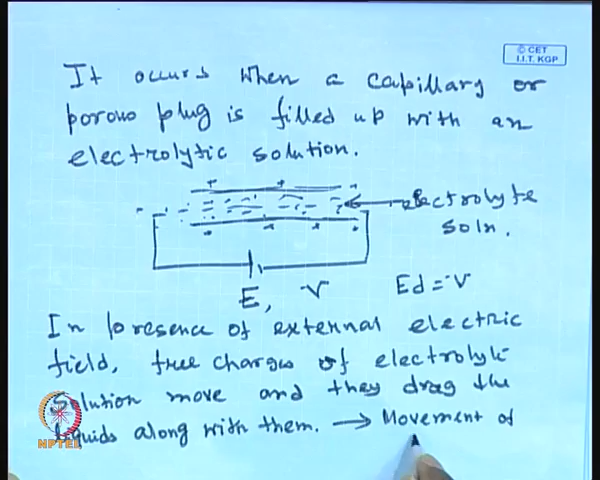 © CET
I.I.T. KGP
It occurs when a capillary or
porous plug is filled up with an
electrolytic solution.
electrolyte
soln.
E, V
Ed = V
In presence of external electric
field, free charges of electrolytic
solution move and they drag the
liquids along with them. → Movement of
NPTEL